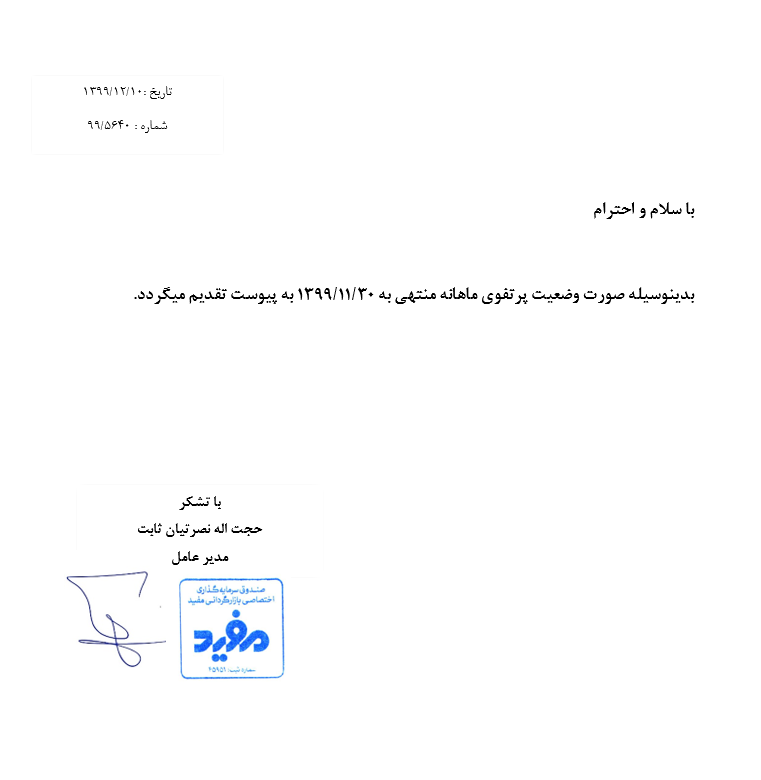 تاریخ :۱۳۹۹/۱۲/۱۰
شماره : ۹۹/۵۶۴۰
با سلام و احترام
بدینوسیله صورت وضعیت پرتفوی ماهانه منتهی به ۱۳۹۹/۱۱/۳۰ به پیوست تقدیم میگردد.
با تشکر
حجت اله نصرتیان ثابت
مدیر عامل
صندوق سرمایه‌گذاری
اختصاصی بازارگردانی مفید
مفید
شماره ثبت: ۴۵۹۵۱